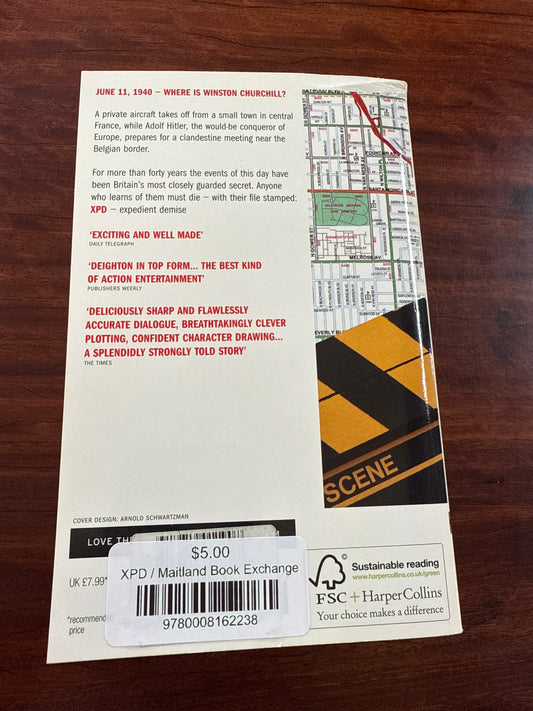 JUNE 11, 1940 – WHERE IS WINSTON CHURCHILL?
A private aircraft takes off from a small town in central
France, while Adolf Hitler, the would-be conqueror of
Europe, prepares for a clandestine meeting near the
Belgian border.
For more than forty years the events of this day have
been Britain's most closely guarded secret. Anyone
who learns of them must die – with their file stamped:
XPD – expedient demise
‘EXCITING AND WELL MADE’
DAILY TELEGRAPH
‘DEIGHTON IN TOP FORM... THE BEST KIND
OF ACTION ENTERTAINMENT’
PUBLISHERS WEEKLY
‘DELICIOUSLY SHARP AND FLAWLESSLY
ACCURATE DIALOGUE, BREATHTAKINGLY CLEVER
PLOTTING, CONFIDENT CHARACTER DRAWING...
A SPLENDIDLY STRONGLY TOLD STORY’
THE TIMES
FOUNTAIN AV
SANTA MONI
MELROSE AV
BEVERLY BL
SCENE
COVER DESIGN: ARNOLD SCHWARTZMAN
LOVE TH
$5.00
XPD / Maitland Book Exchange
9780008162238
UK £7.99*
*recommend
price
©
Sustainable reading
www.harpercollins.co.uk/green
FSC + HarperCollins
Your choice makes a difference